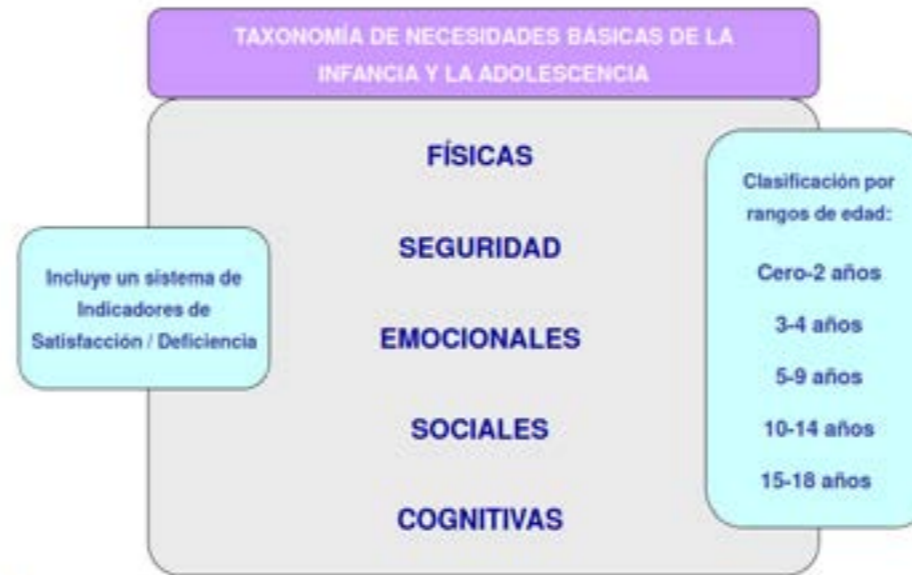 TAXONOMÍA DE NECESIDADES BÁSICAS DE LA
INFANCIA Y LA ADOLESCENCIA
FÍSICAS
SEGURIDAD
EMOCIONALES
SOCIALES
COGNITIVAS
Incluye un sistema de
Indicadores de
Satisfacción / Deficiencia
Clasificación por
rangos de edad:
Cero-2 años
3-4 años
5-9 años
10-14 años
15-18 años